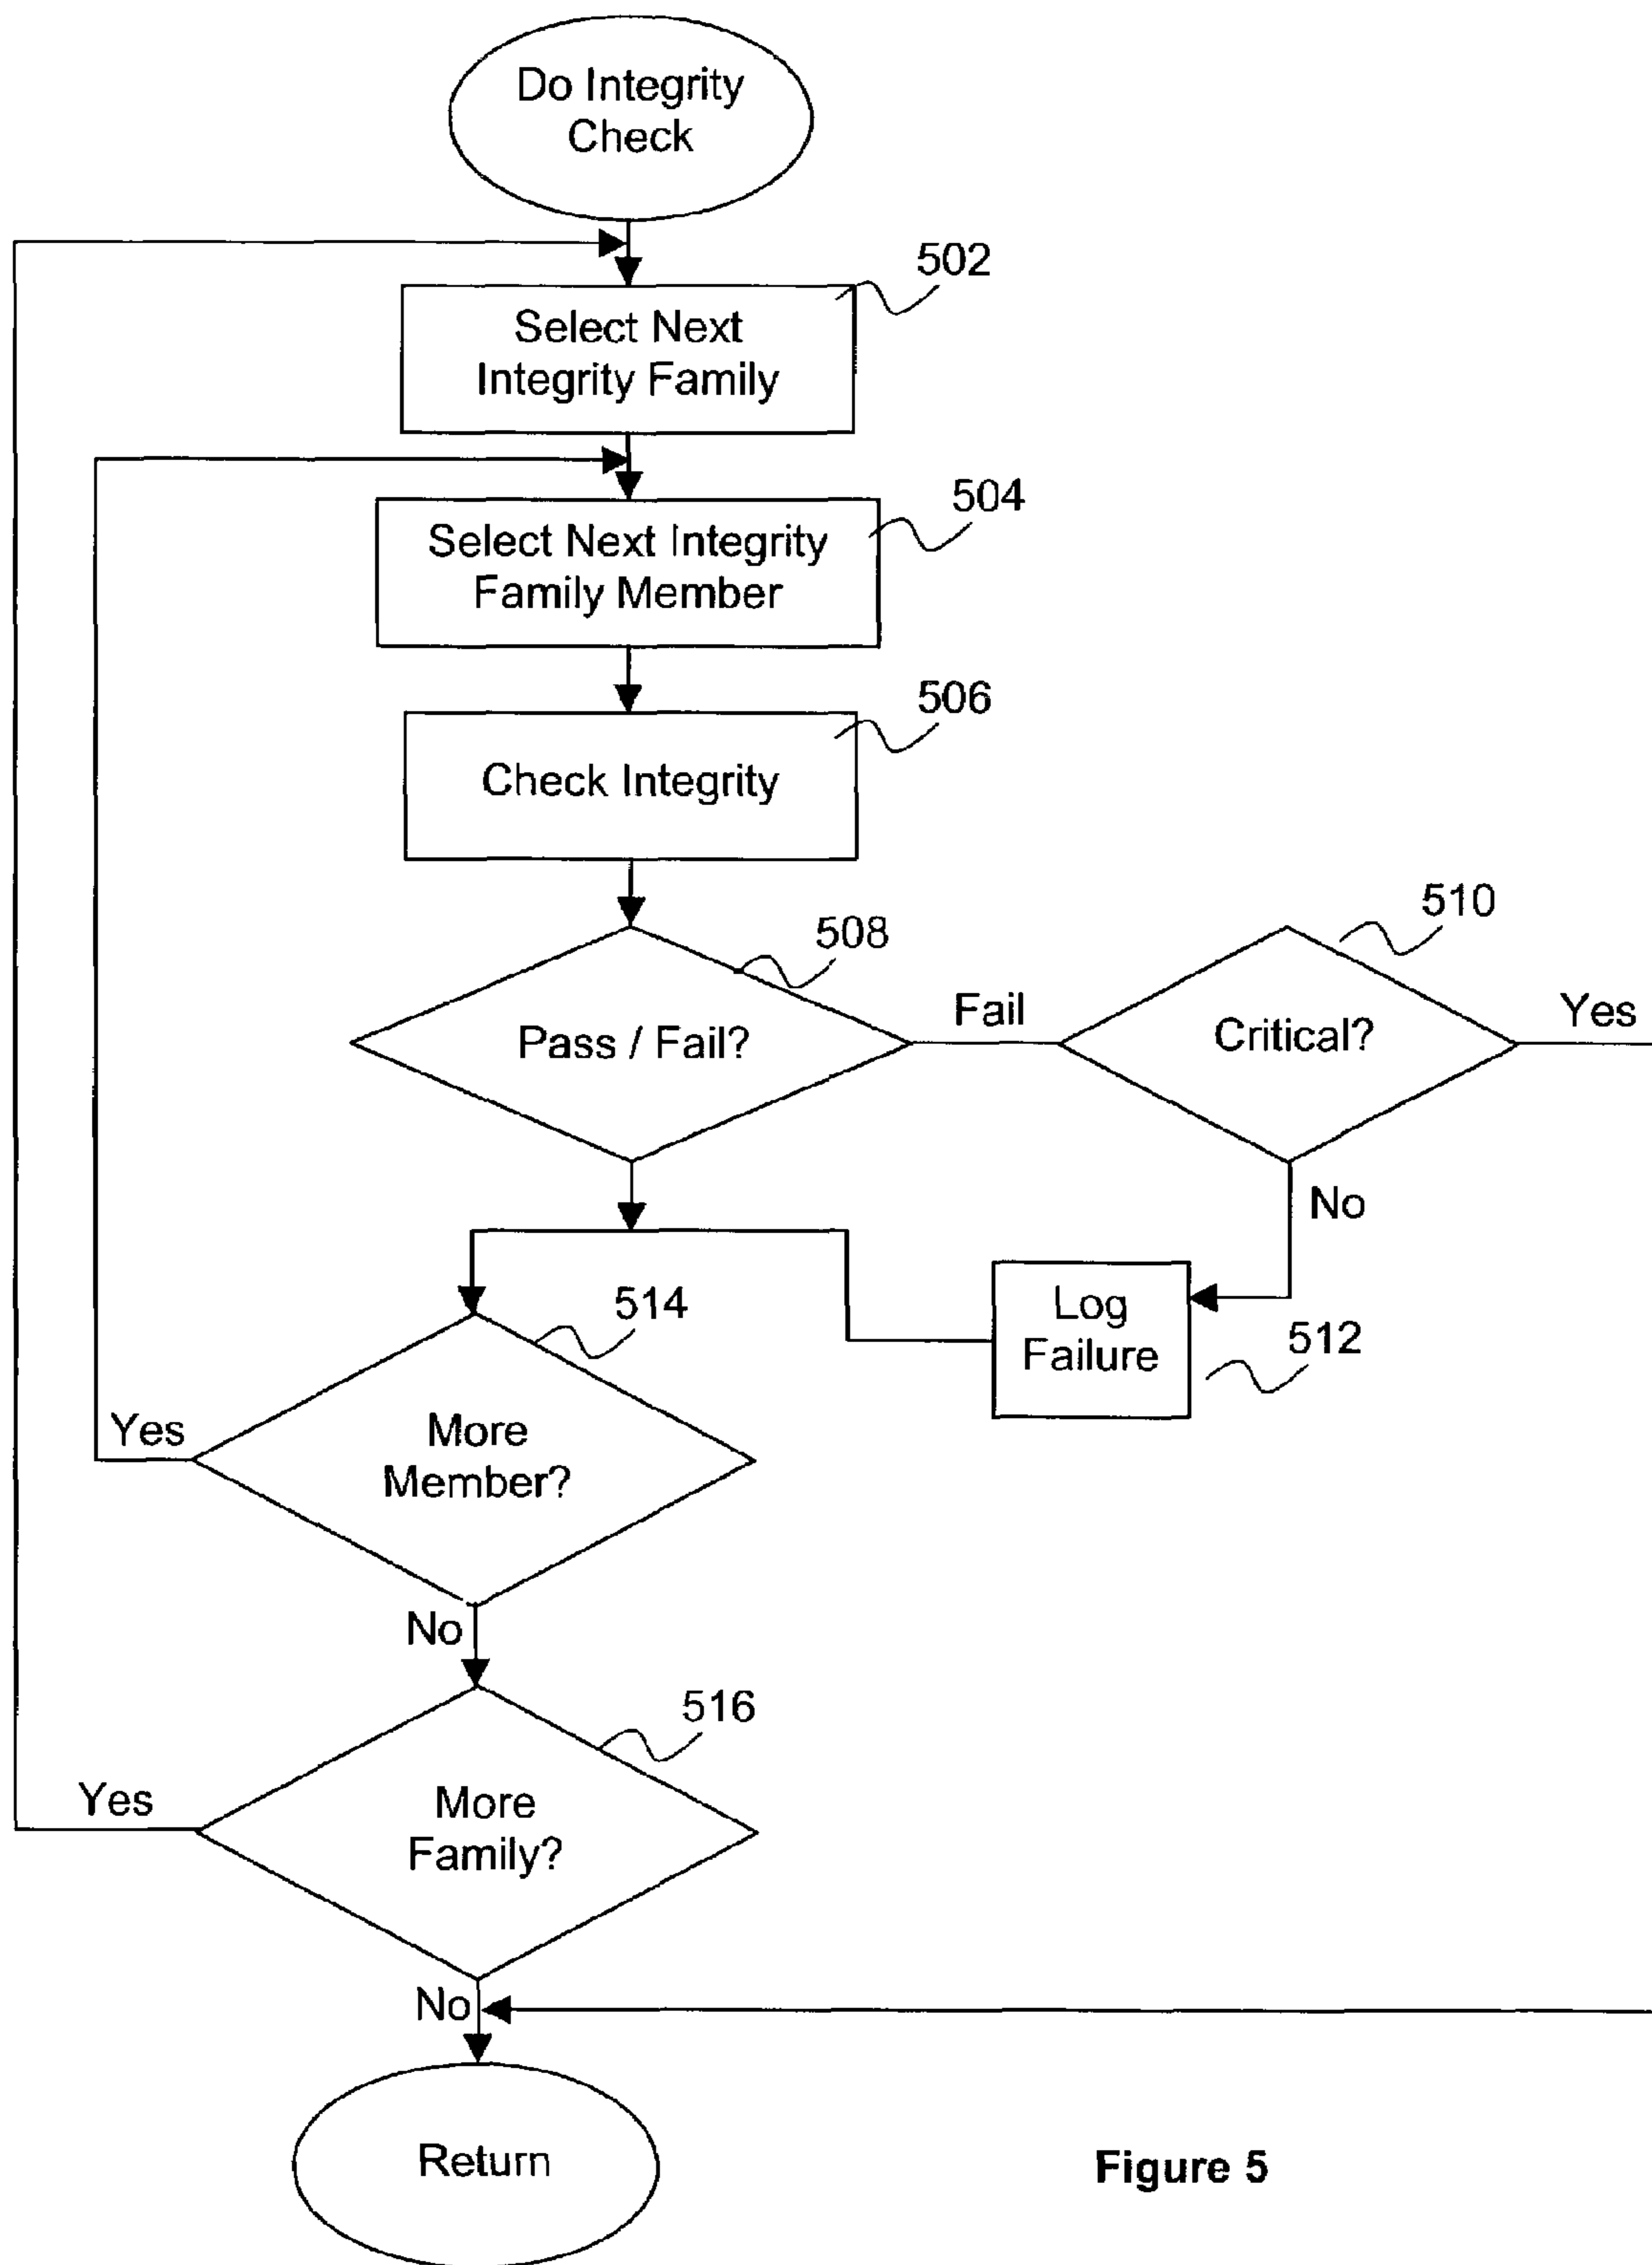 Do Integrity
Check
502
Select Next
Integrity Family
504
Select Next Integrity
Family Member
506
Check Integrity
508
Pass / Fail?
Fail
510
Critical?
Yes
No
Log
Failure
512
514
More
Member?
Yes
No
516
More
Family?
Yes
No
Return
Figure 5